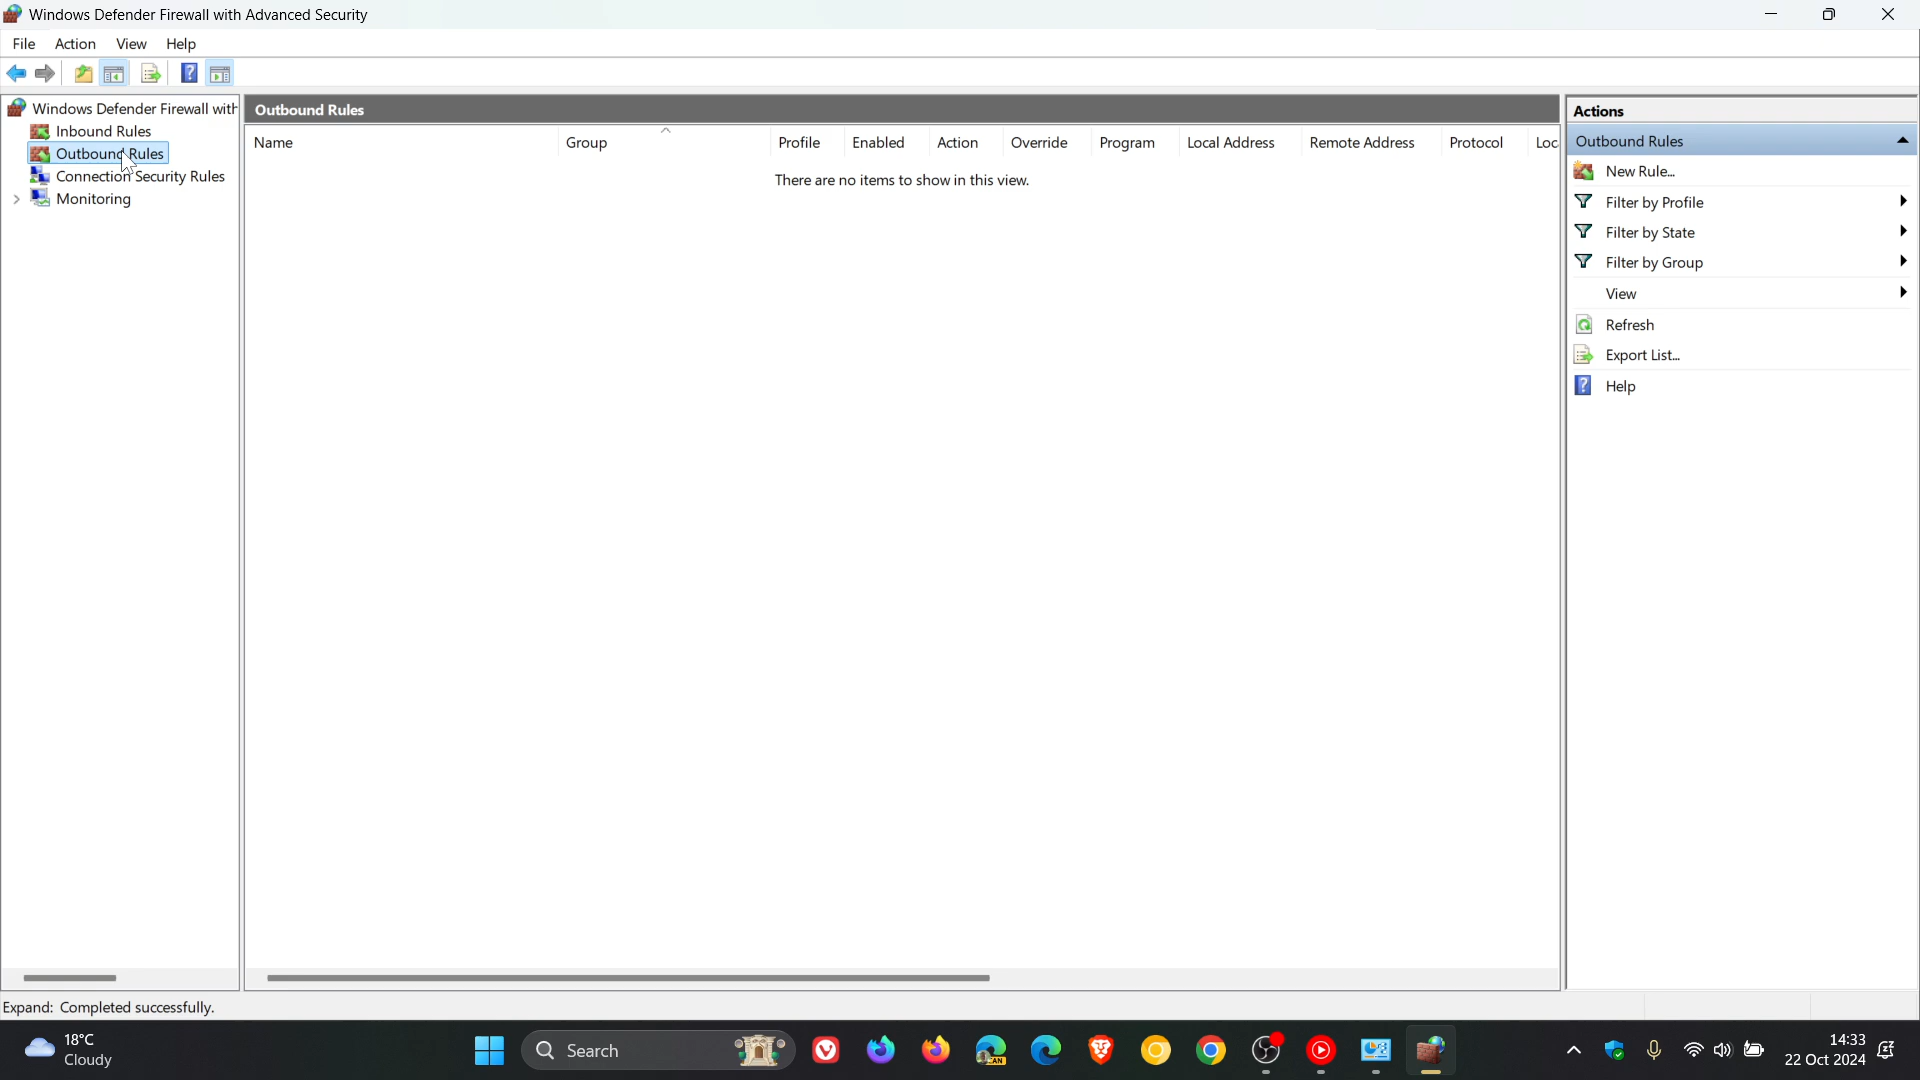 Windows Defender Firewall with Advanced Security
File Action View Help
Windows Defender Firewall with
Inbound Rules
Outbound Rules
Connection Security Rules
Monitoring
Outbound Rules
Name Group Profile Enabled Action Override Program Local Address Remote Address Protocol Loc
There are no items to show in this view.
Actions
Outbound Rules
New Rule...
Filter by Profile
Filter by State
Filter by Group
View
Refresh
Export List...
Help
Expand: Completed successfully.
18°C
Cloudy
Search
CAN
14:33
22 Oct 2024